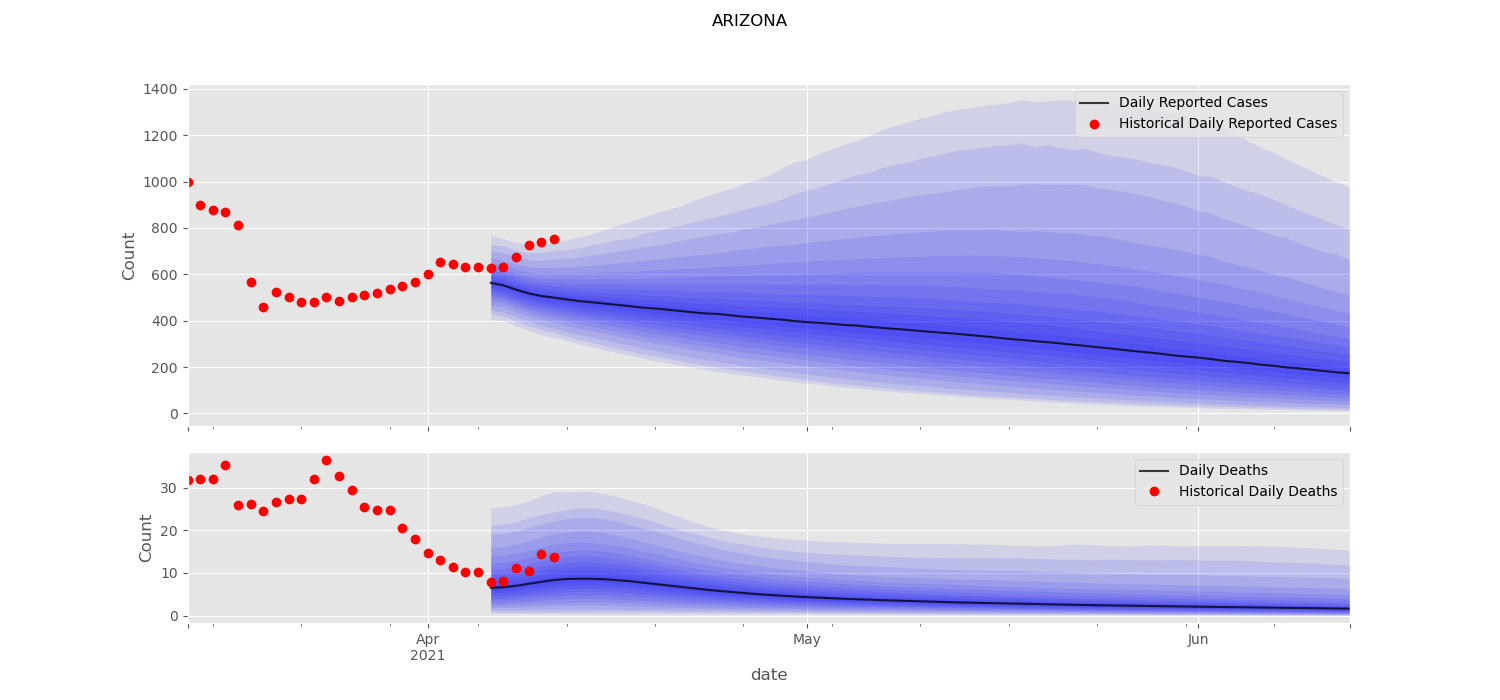 ARIZONA
1400
1200
1000
800
600
400
200
0
Count
Daily Reported Cases
Historical Daily Reported Cases
30
20
10
0
Count
Daily Deaths
Historical Daily Deaths
Apr
2021
May
Jun
date